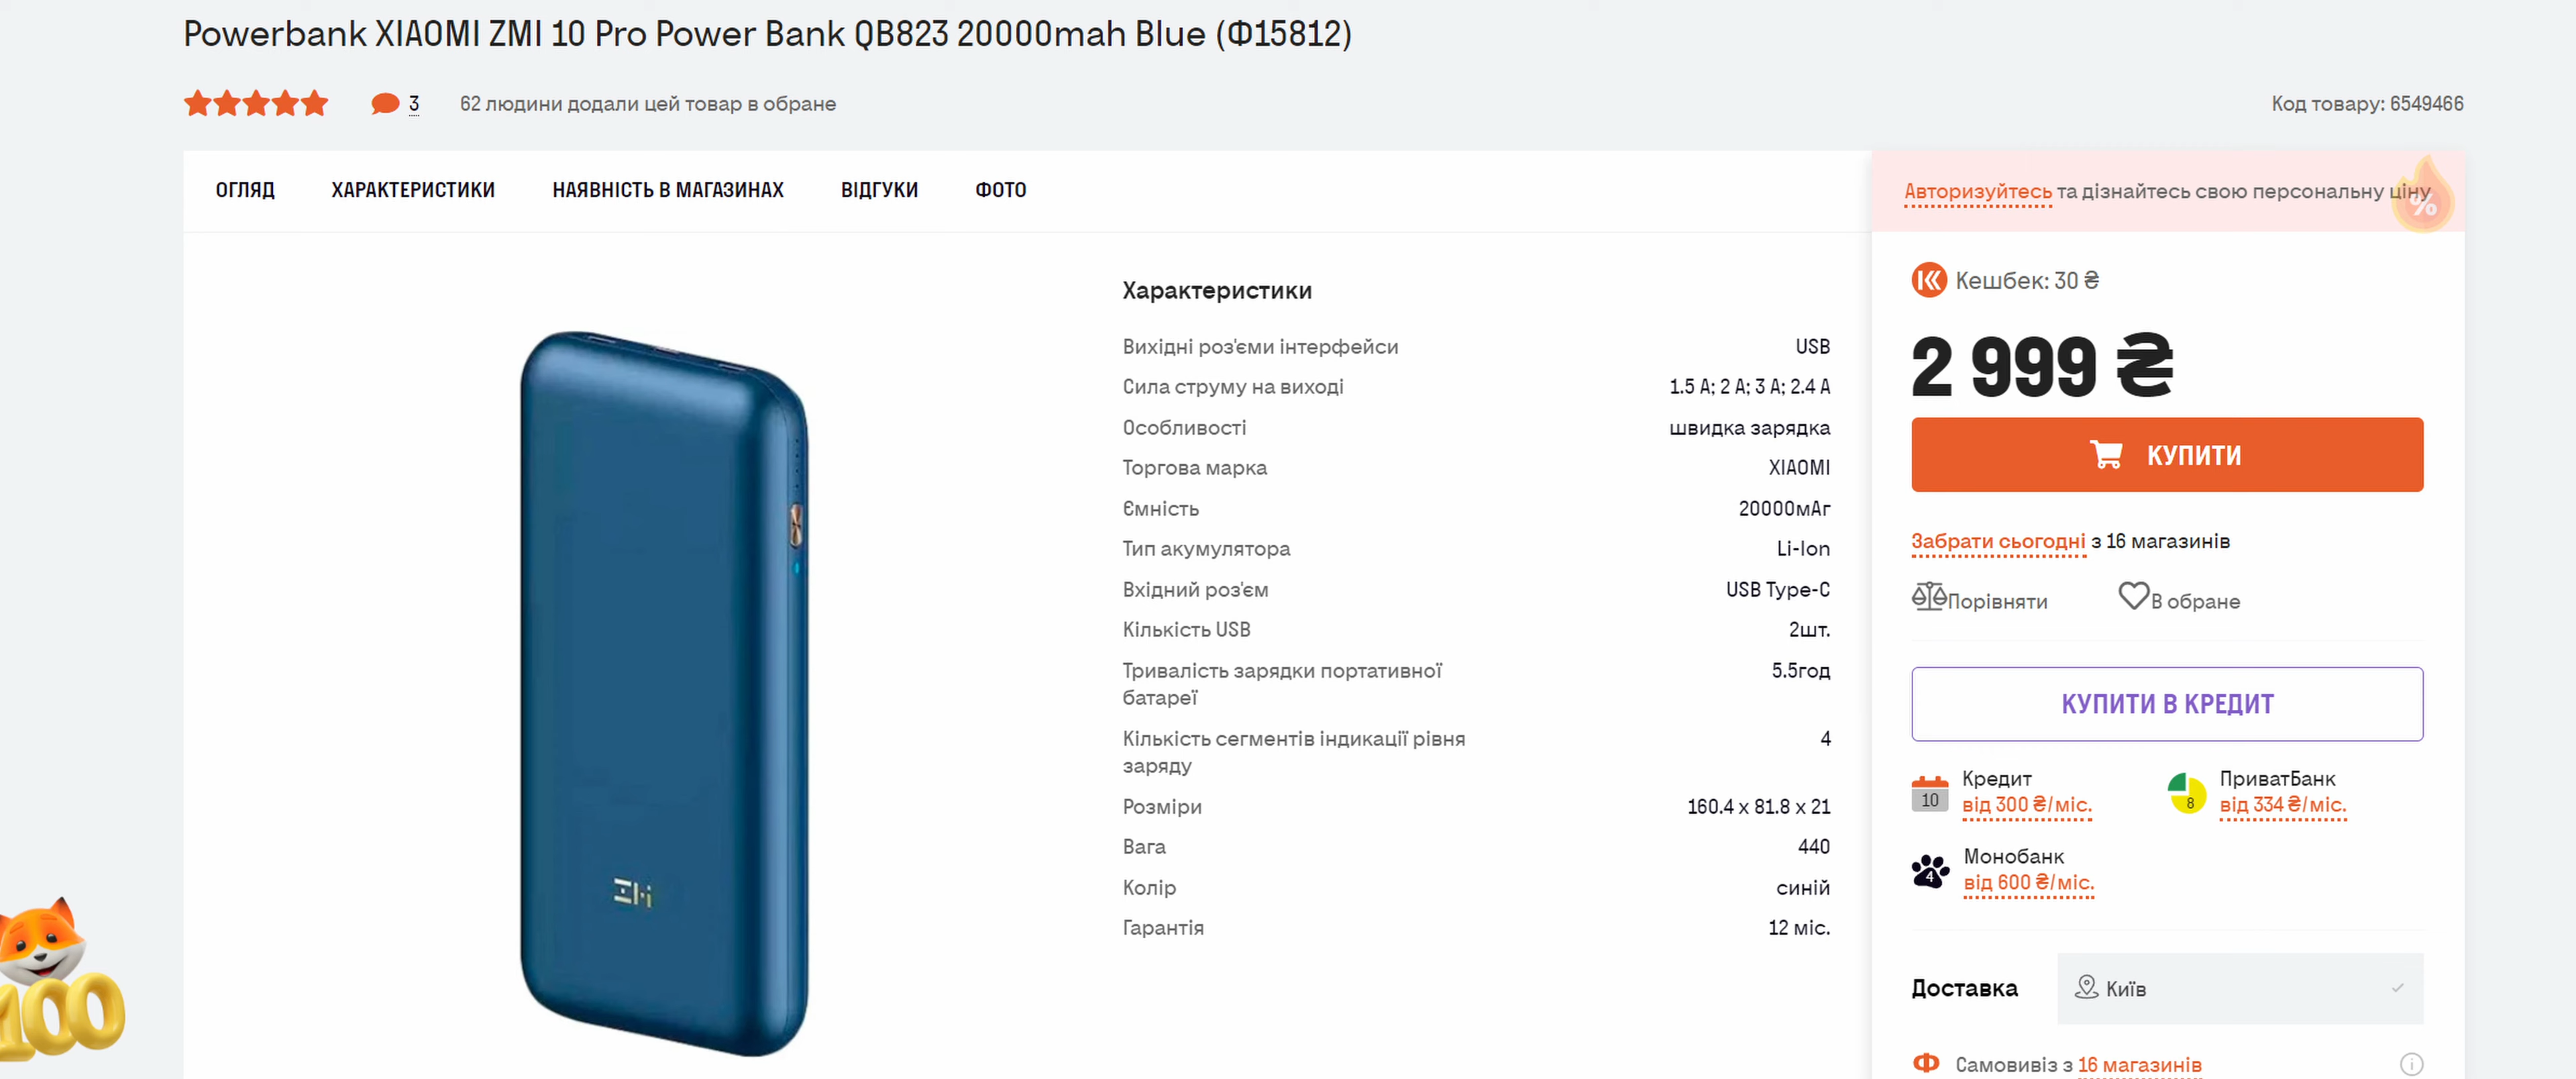 Powerbank XIAOMI ZMI 10 Pro Power Bank QB823 20000mah Blue (Ф15812)
3
62 людини додали цей товар в обране
Код товару: 6549466
ОГЛЯД
ХАРАКТЕРИСТИКИ
НАЯВНІСТЬ В МАГАЗИНАХ
ВІДГУКИ
ФОТО
Авторизуйтесь та дізнайтесь свою персональну ціну
%
Характеристики
Вихідні роз'єми інтерфейси USB
Сила струму на виході 1.5 А; 2 А; 3 А; 2.4 А
Особливості швидка зарядка
Торгова марка XIAOMI
Ємність 20000мАг
Тип акумулятора Li-Ion
Вхідний роз'єм USB Type-C
Кількість USB 2шт.
Тривалість зарядки портативної 5.5год
батареї
Кількість сегментів індикації рівня 4
заряду
Розміри 160.4 x 81.8 x 21
Вага 440
Колір синій
Гарантія 12 міс.
ZMI
100
Кешбек: 30 ₴
2 999 ₴
КУПИТИ
Забрати сьогодні з 16 магазинів
Порівняти
В обране
КУПИТИ В КРЕДИТ
10
Кредит
від 300 ₴/міс.
8
ПриватБанк
від 334 ₴/міс.
4
Монобанк
від 600 ₴/міс.
Доставка
Київ
Ф Самовивіз з 16 магазинів